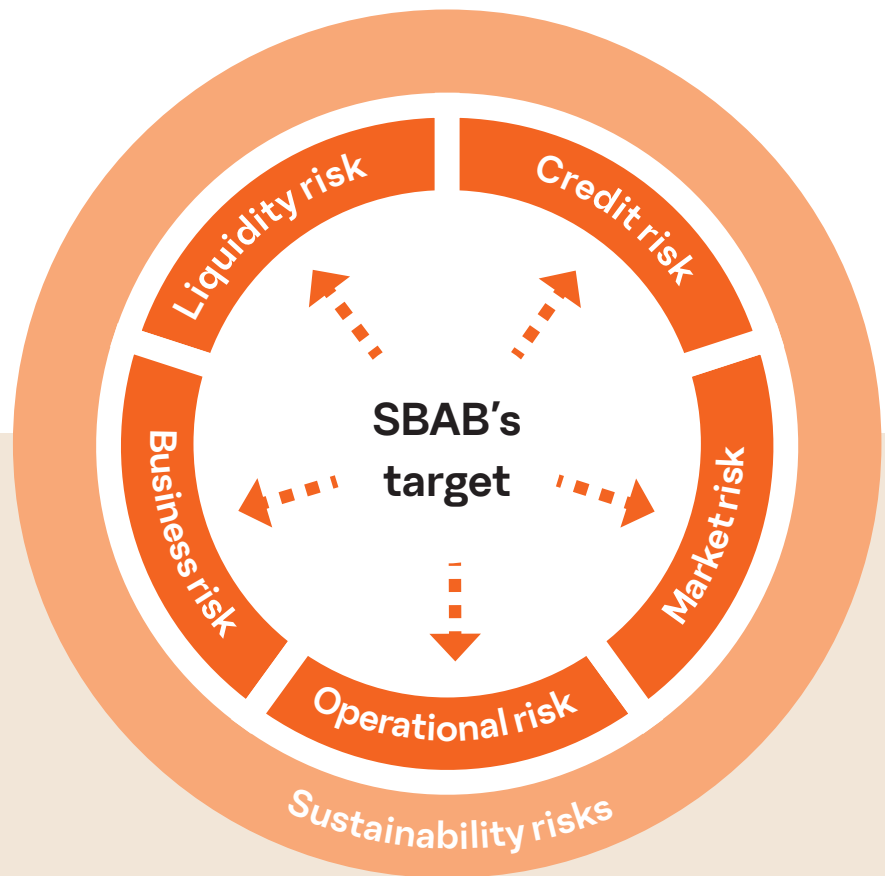 Liquidity risk
Credit risk
SBAB’s
target
Business risk
Market risk
Operational risk
Sustainability risks